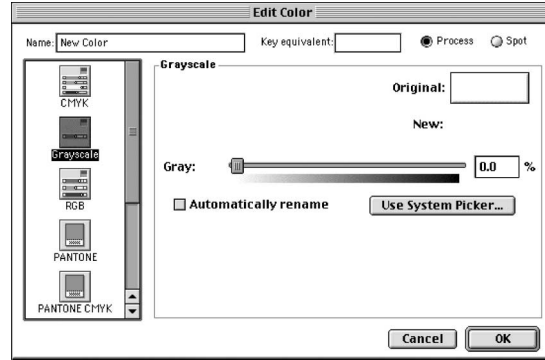 Edit Color
Name: New Color Key equivalent: Process Spot
CMYK
Grayscale
RGB
PANTONE
PANTONE CMYK
Grayscale
Original:
New:
Gray: 0.0 %
Automatically rename Use System Picker...
Cancel OK